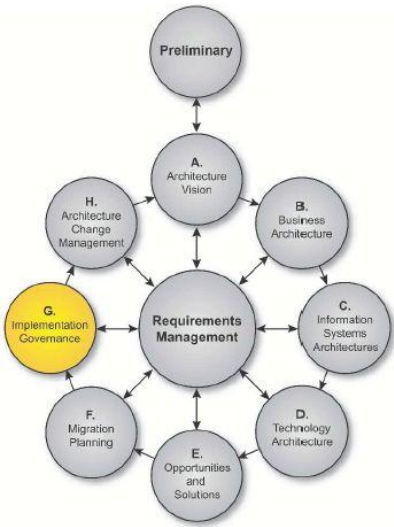 Preliminary
A.
Architecture
Vision
H.
Architecture
Change
Management
B.
Business
Architecture
G.
Implementation
Governance
Requirements
Management
C.
Information
Systems
Architectures
F.
Migration
Planning
D.
Technology
Architecture
E.
Opportunities
and
Solutions